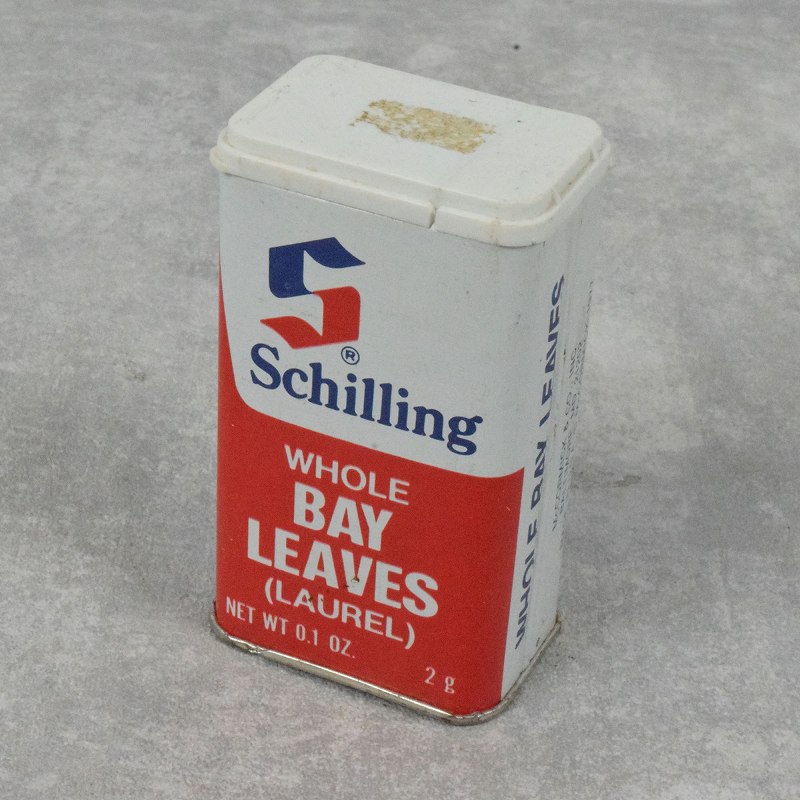 Schilling®
WHOLE
BAY
LEAVES
(LAUREL)
NET WT 0.1 OZ.
2 g
WHOLE BAY LEAVES